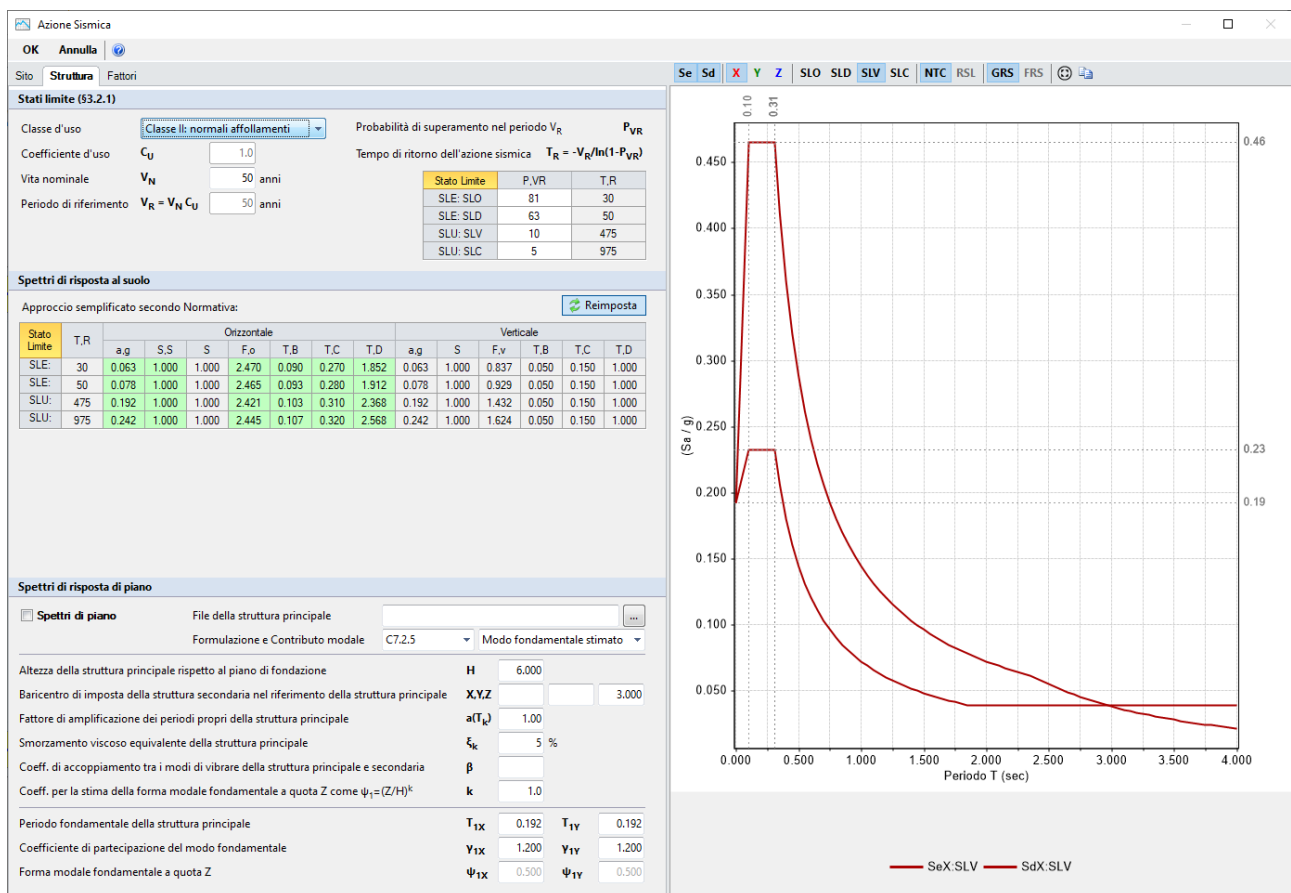 Azione Sismica
OK Annulla
Sito Struttura Fattori
Stati limite (§3.2.1)
Classe d'uso Classe II: normali affollamenti Probabilità di superamento nel periodo VR PVR
Coefficiente d'uso CU 1.0 Tempo di ritorno dell'azione sismica TR = -VR/ln(1-PVR)
Vita nominale VN 50 anni
Periodo di riferimento VR = VN CU 50 anni
Stato Limite P,VR T,R
SLE: SLO 81 30
SLE: SLD 63 50
SLU: SLV 10 475
SLU: SLC 5 975
Spettri di risposta al suolo
Approccio semplificato secondo Normativa: Reimposta
Stato Limite T,R Orizzontale Verticale
a,g S,S S F,o T,B T,C T,D a,g S F,v T,B T,C T,D
SLE: 30 0.063 1.000 1.000 2.470 0.090 0.270 1.852 0.063 1.000 0.837 0.050 0.150 1.000
SLE: 50 0.078 1.000 1.000 2.465 0.093 0.280 1.912 0.078 1.000 0.929 0.050 0.150 1.000
SLU: 475 0.192 1.000 1.000 2.421 0.103 0.310 2.368 0.192 1.000 1.432 0.050 0.150 1.000
SLU: 975 0.242 1.000 1.000 2.445 0.107 0.320 2.568 0.242 1.000 1.624 0.050 0.150 1.000
Spettri di risposta di piano
Spettri di piano File della struttura principale ...
Formulazione e Contributo modale C7.2.5 Modo fondamentale stimato
Altezza della struttura principale rispetto al piano di fondazione H 6.000
Baricentro di imposta della struttura secondaria nel riferimento della struttura principale X,Y,Z 3.000
Fattore di amplificazione dei periodi propri della struttura principale a(Tk) 1.00
Smorzamento viscoso equivalente della struttura principale ξk 5 %
Coeff. di accoppiamento tra i modi di vibrare della struttura principale e secondaria β
Coeff. per la stima della forma modale fondamentale a quota Z come ψ1=(Z/H)^k k 1.0
Periodo fondamentale della struttura principale T1X 0.192 T1Y 0.192
Coefficiente di partecipazione del modo fondamentale γ1X 1.200 γ1Y 1.200
Forma modale fondamentale a quota Z ψ1X 0.500 ψ1Y 0.500
Se Sd X Y Z SLO SLD SLV SLC NTC RSL GRS FRS
0.10 0.31
0.46
0.450
0.400
0.350
0.300
0.250
0.23
(Sa / g)
0.200
0.19
0.150
0.100
0.050
0.000 0.500 1.000 1.500 2.000 2.500 3.000 3.500 4.000
Periodo T (sec)
SeX:SLV SdX:SLV